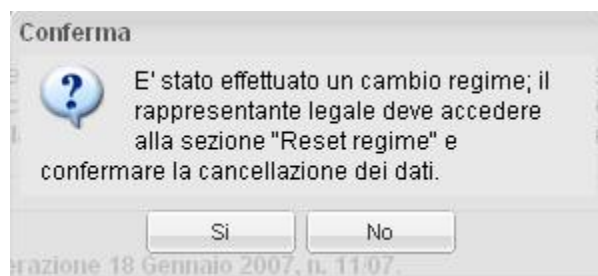 Conferma
E' stato effettuato un cambio regime; il
rappresentante legale deve accedere
alla sezione "Reset regime" e
confermare la cancellazione dei dati.
Si No
erazione 18 Gennaio 2007, n. 11:07